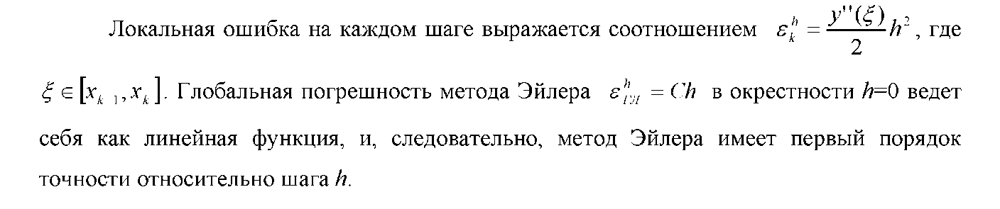 Локальная ошибка на каждом шаге выражается соотношением $\varepsilon_k^h = \frac{y''(\xi)}{2} h^2$, где
$\xi \in [x_{k-1}, x_k]$. Глобальная погрешность метода Эйлера $\varepsilon_{ГЛ}^h = Ch$ в окрестности h=0 ведет
себя как линейная функция, и, следовательно, метод Эйлера имеет первый порядок
точности относительно шага h.